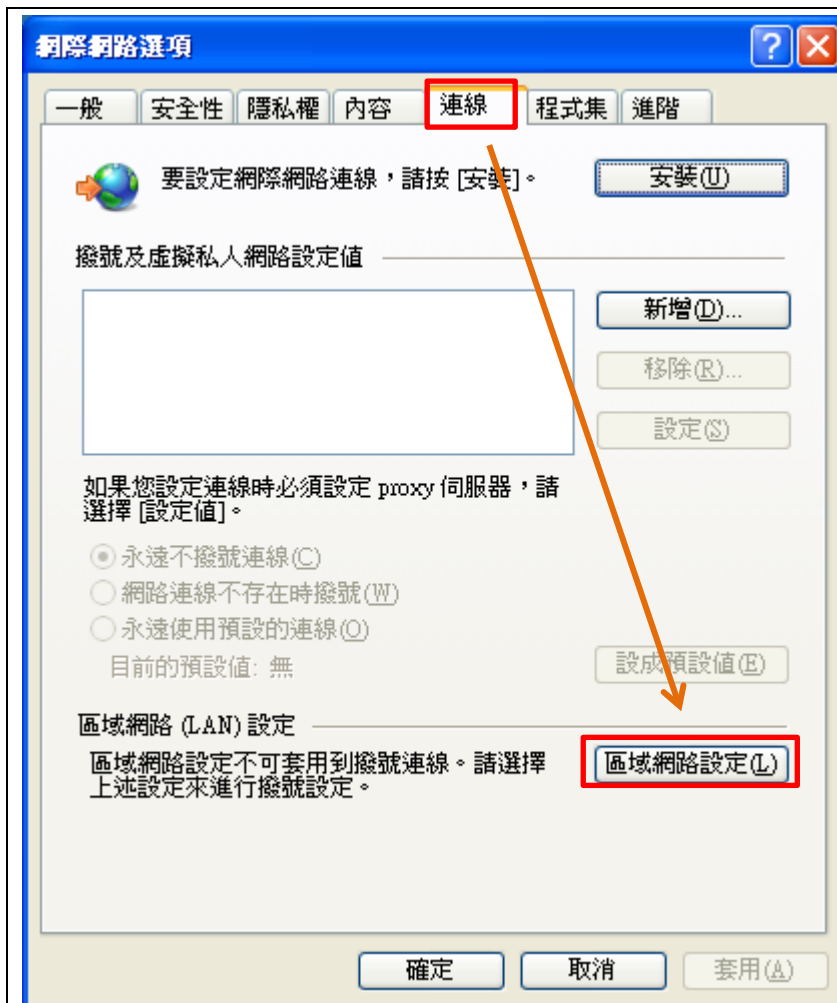 網際網路選項
一般 安全性 隱私權 內容 連線 程式集 進階
要設定網際網路連線，請按 [安裝]。 安裝(U)
撥號及虛擬私人網路設定值
新增(D)...
移除(R)...
設定(S)
如果您設定連線時必須設定 proxy 伺服器，請
選擇 [設定值]。
永遠不撥號連線(C)
網路連線不存在時撥號(W)
永遠使用預設的連線(O)
目前的預設值: 無 設成預設值(E)
區域網路 (LAN) 設定
區域網路設定不可套用到撥號連線。請選擇
上述設定來進行撥號設定。
區域網路設定(L)
確定 取消 套用(A)